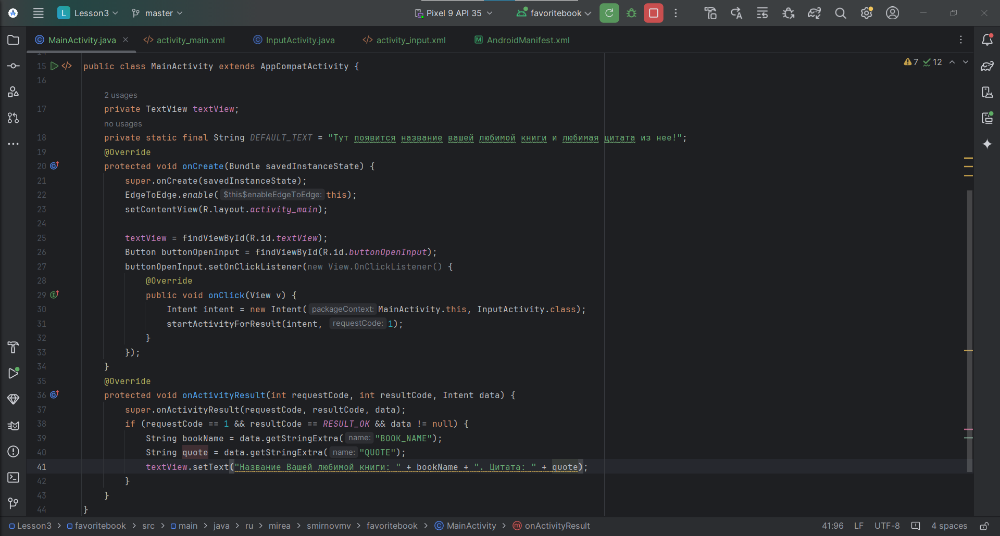 L Lesson3 master Pixel 9 API 35 favoritebook
MainActivity.java activity_main.xml InputActivity.java activity_input.xml AndroidManifest.xml
15 public class MainActivity extends AppCompatActivity {
7 12
16
2 usages
17 private TextView textView;
no usages
18 private static final String DEFAULT_TEXT = "Тут появится название вашей любимой книги и любимая цитата из нее!";
19 @Override
20 protected void onCreate(Bundle savedInstanceState) {
21 super.onCreate(savedInstanceState);
22 EdgeToEdge.enable( $this$enableEdgeToEdge: this);
23 setContentView(R.layout.activity_main);
24
25 textView = findViewById(R.id.textView);
26 Button buttonOpenInput = findViewById(R.id.buttonOpenInput);
27 buttonOpenInput.setOnClickListener(new View.OnClickListener() {
28 @Override
29 public void onClick(View v) {
30 Intent intent = new Intent( packageContext: MainActivity.this, InputActivity.class);
31 startActivityForResult(intent, requestCode: 1);
32 }
33 });
34 }
35 @Override
36 protected void onActivityResult(int requestCode, int resultCode, Intent data) {
37 super.onActivityResult(requestCode, resultCode, data);
38 if (requestCode == 1 && resultCode == RESULT_OK && data != null) {
39 String bookName = data.getStringExtra( name: "BOOK_NAME");
40 String quote = data.getStringExtra( name: "QUOTE");
41 textView.setText("Название Вашей любимой книги: " + bookName + ". Цитата: " + quote);
42 }
43 }
44 }
Lesson3 > favoritebook > src > main > java > ru > mirea > smirnovmv > favoritebook > MainActivity > onActivityResult 41:96 LF UTF-8 4 spaces